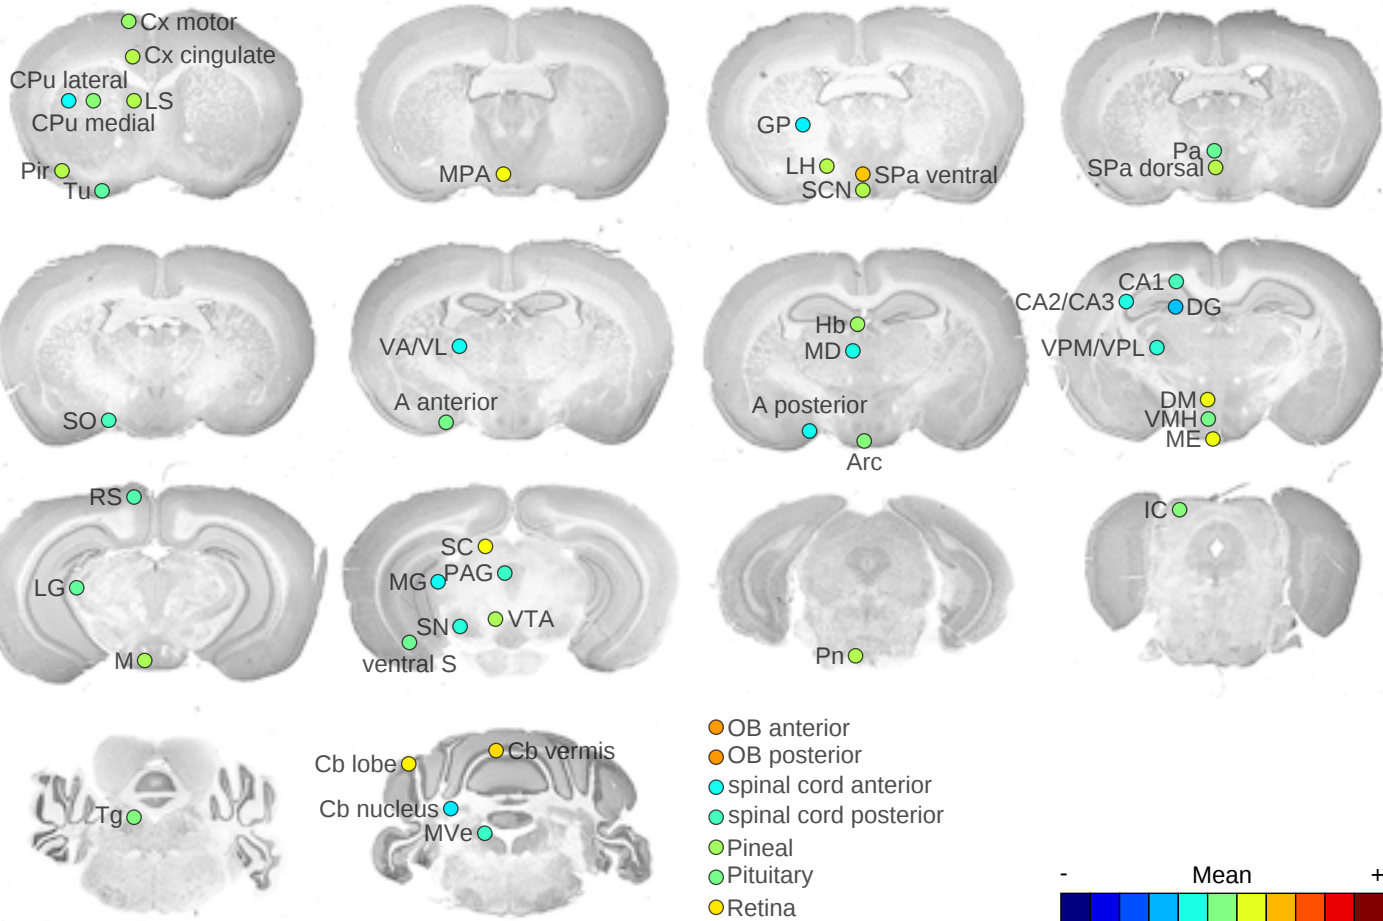 Cx motor
Cx cingulate
CPu lateral
LS
CPu medial
Pir
Tu
MPA
GP
LH
SPa ventral
SCN
Pa
SPa dorsal
SO
VA/VL
A anterior
Hb
MD
A posterior
Arc
CA1
CA2/CA3
DG
VPM/VPL
DM
VMH
ME
RS
LG
M
SC
PAG
MG
VTA
SN
ventral S
Pn
IC
Tg
Cb vermis
Cb lobe
Cb nucleus
MVe
OB anterior
OB posterior
spinal cord anterior
spinal cord posterior
Pineal
Pituitary
Retina
- Mean +